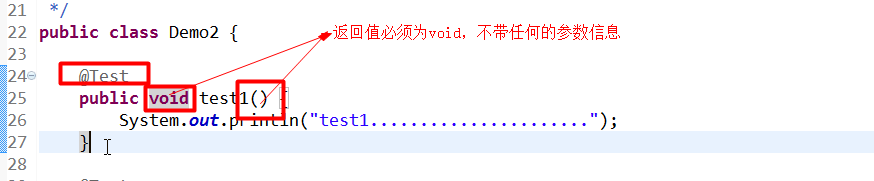 21 */
22 public class Demo2 { 返回值必须为void，不带任何的参数信息
23
24 @Test
25 public void test1() {
26 System.out.println("test1......................");
27 }
28